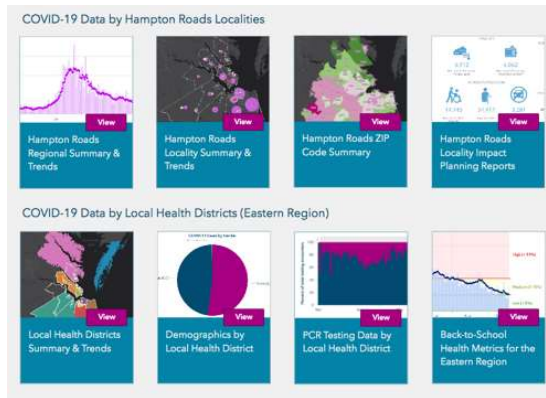 COVID-19 Data by Hampton Roads Localities
View
View
View
View
Hampton Roads
Regional Summary &
Trends
Hampton Roads
Locality Summary &
Trends
Hampton Roads ZIP
Code Summary
Hampton Roads
Locality Impact
Planning Reports
COVID-19 Data by Local Health Districts (Eastern Region)
View
View
View
View
Local Health Districts
Summary & Trends
Demographics by
Local Health District
PCR Testing Data by
Local Health District
Back-to-School
Health Metrics for the
Eastern Region